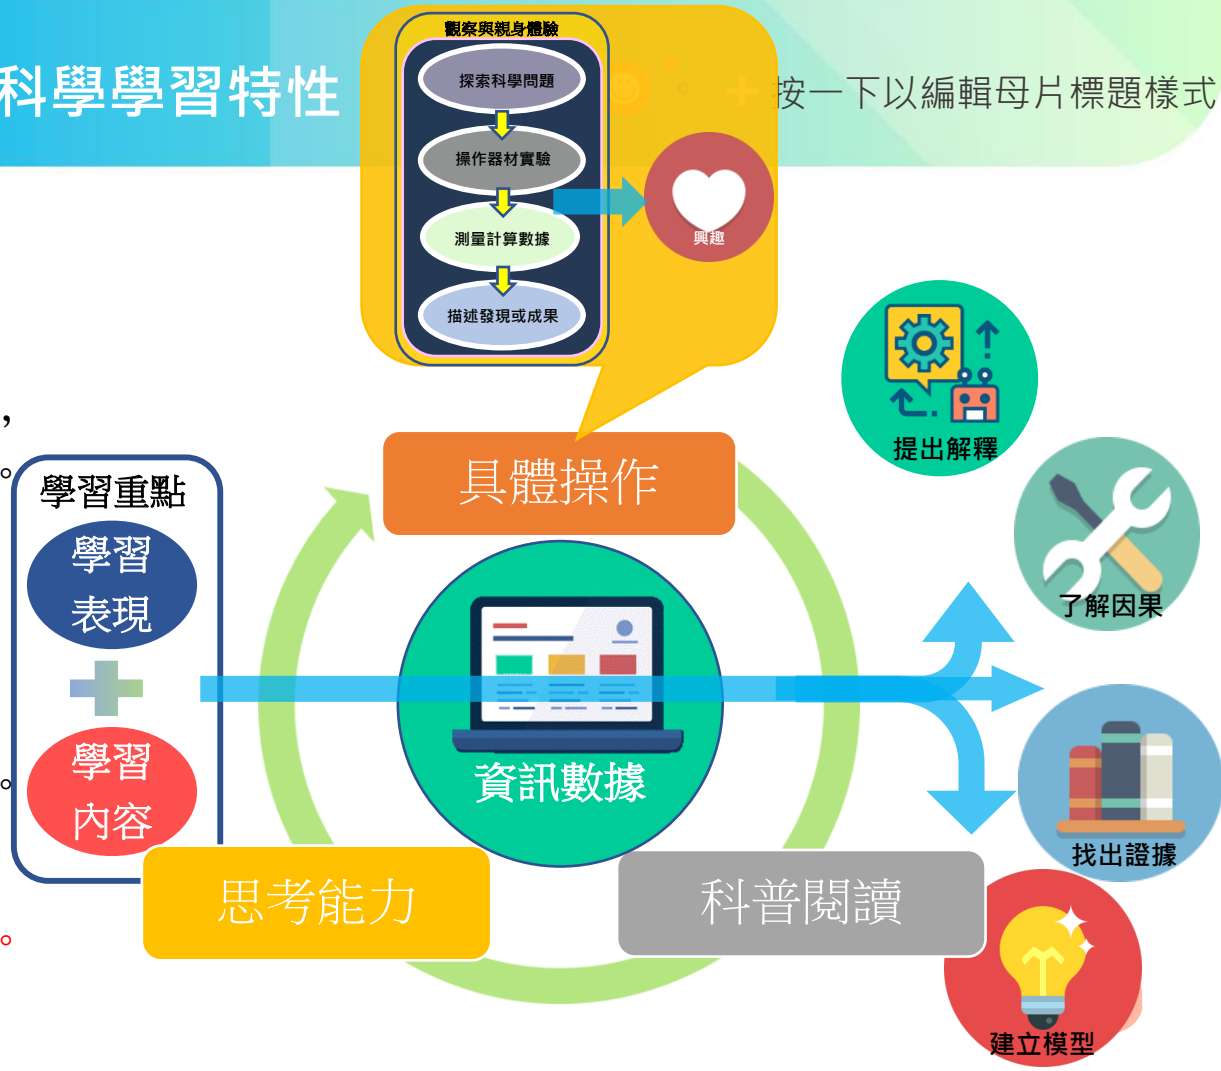 科學學習特性
按一下以編輯母片標題樣式
觀察與親身體驗
探索科學問題
操作器材實驗
測量計算數據
描述發現或成果
興趣
，
。
學習重點
學習
表現
學習
內容
。
。
具體操作
資訊數據
思考能力
科普閱讀
提出解釋
了解因果
找出證據
建立模型